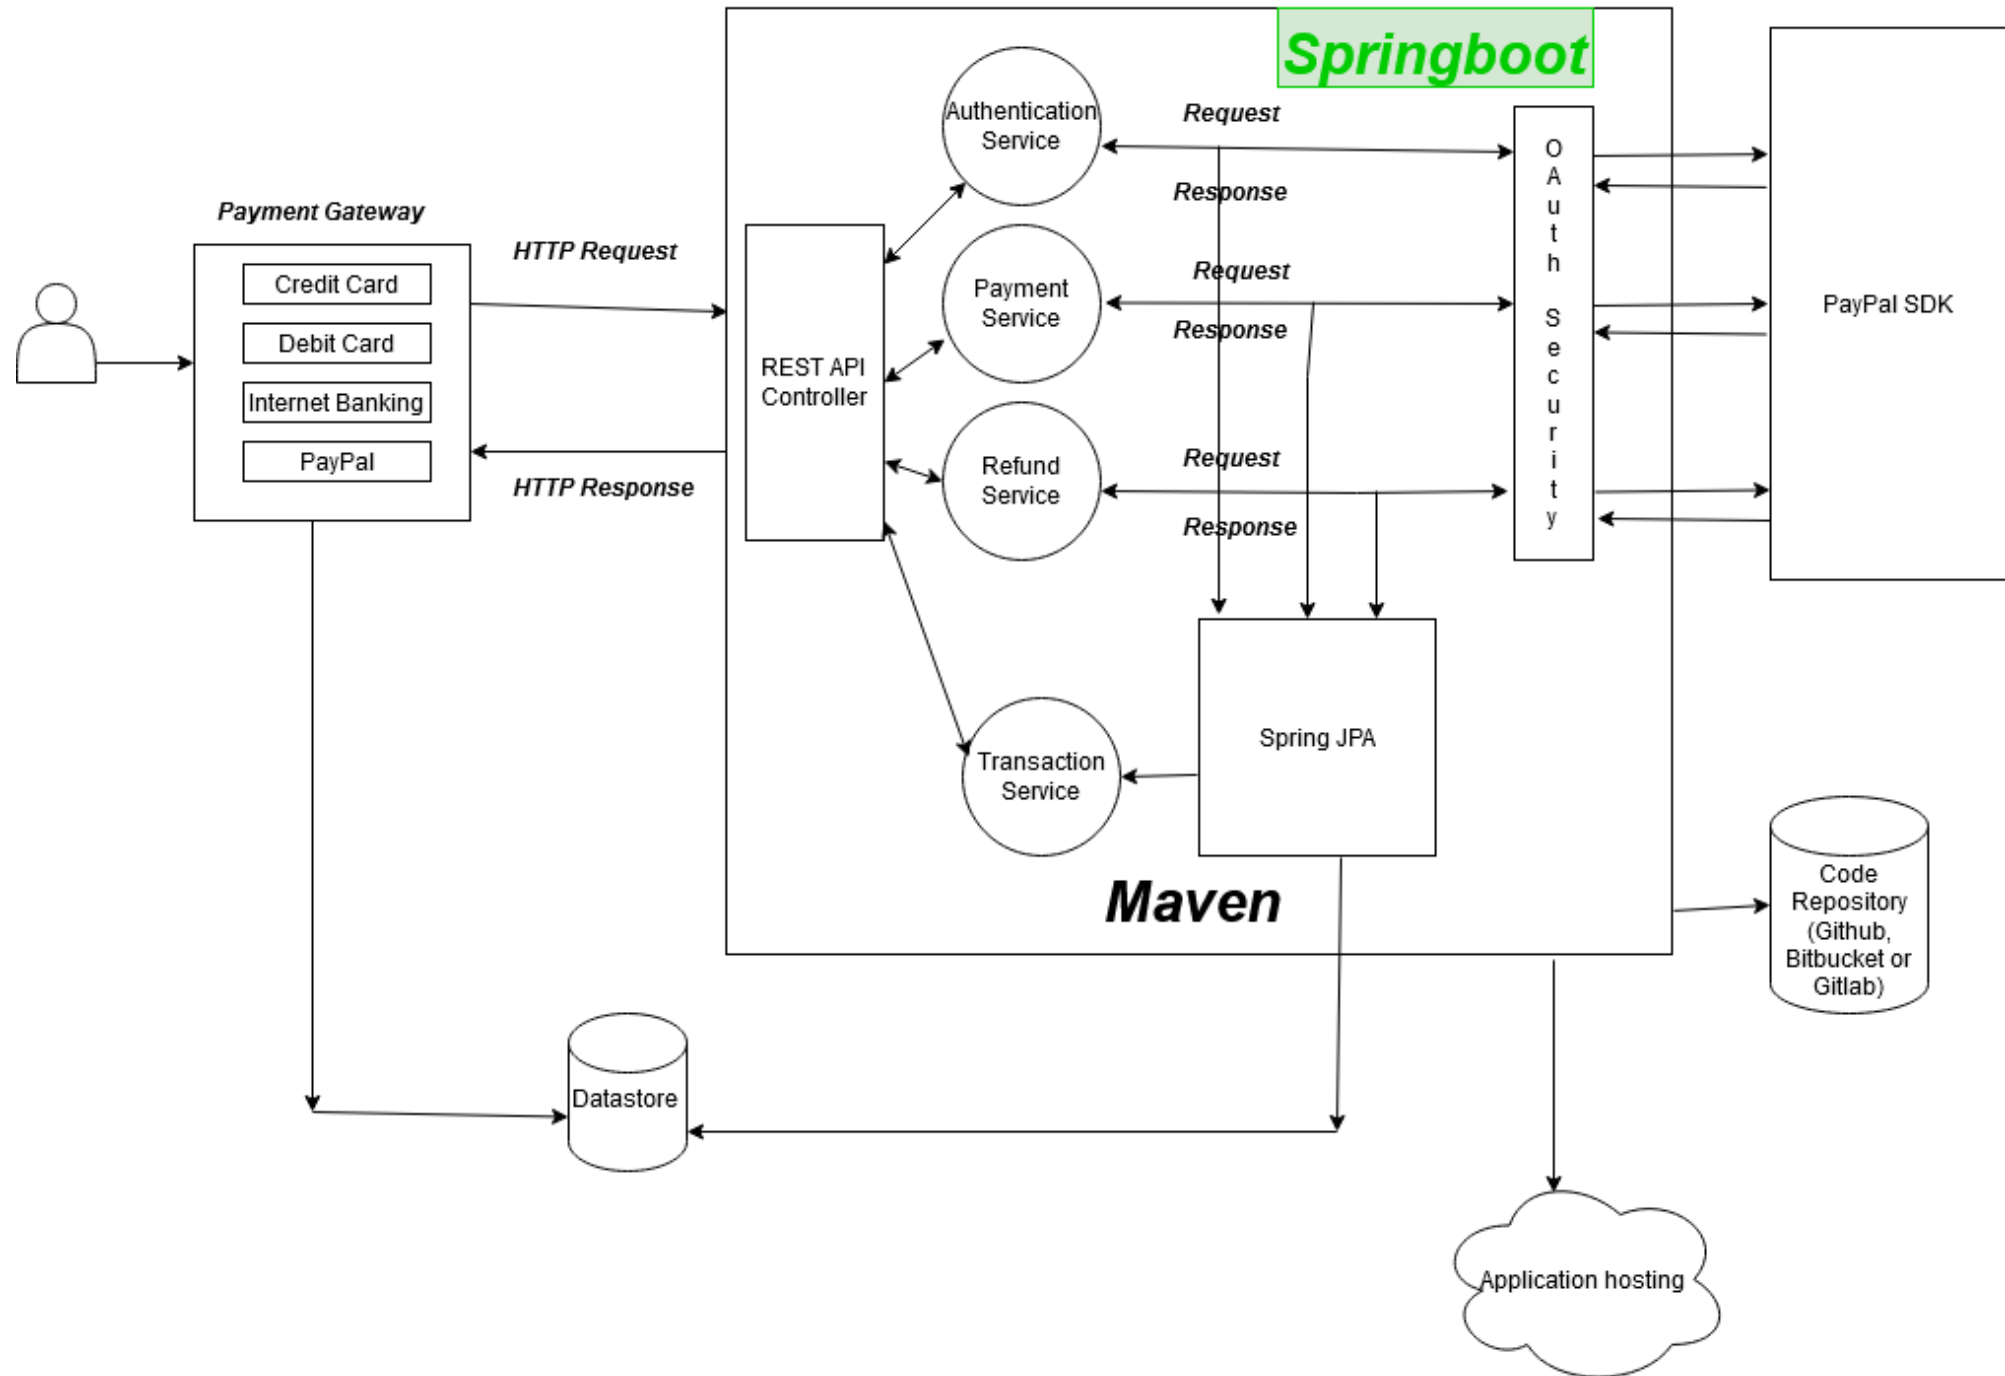 Springboot
Authentication
Service
Request
Response
OAuth Security
PayPal SDK
Payment Gateway
Credit Card
Debit Card
Internet Banking
PayPal
HTTP Request
HTTP Response
REST API
Controller
Payment
Service
Request
Response
Refund
Service
Request
Response
Transaction
Service
Spring JPA
Maven
Code
Repository
(Github,
Bitbucket or
Gitlab)
Datastore
Application hosting